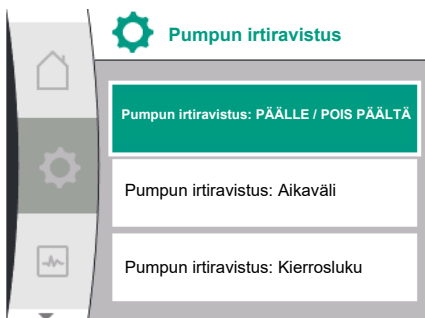 Pumpun irtiravistus
Pumpun irtiravistus: PÄÄLLE / POIS PÄÄLTÄ
Pumpun irtiravistus: Aikaväli
Pumpun irtiravistus: Kierrosluku